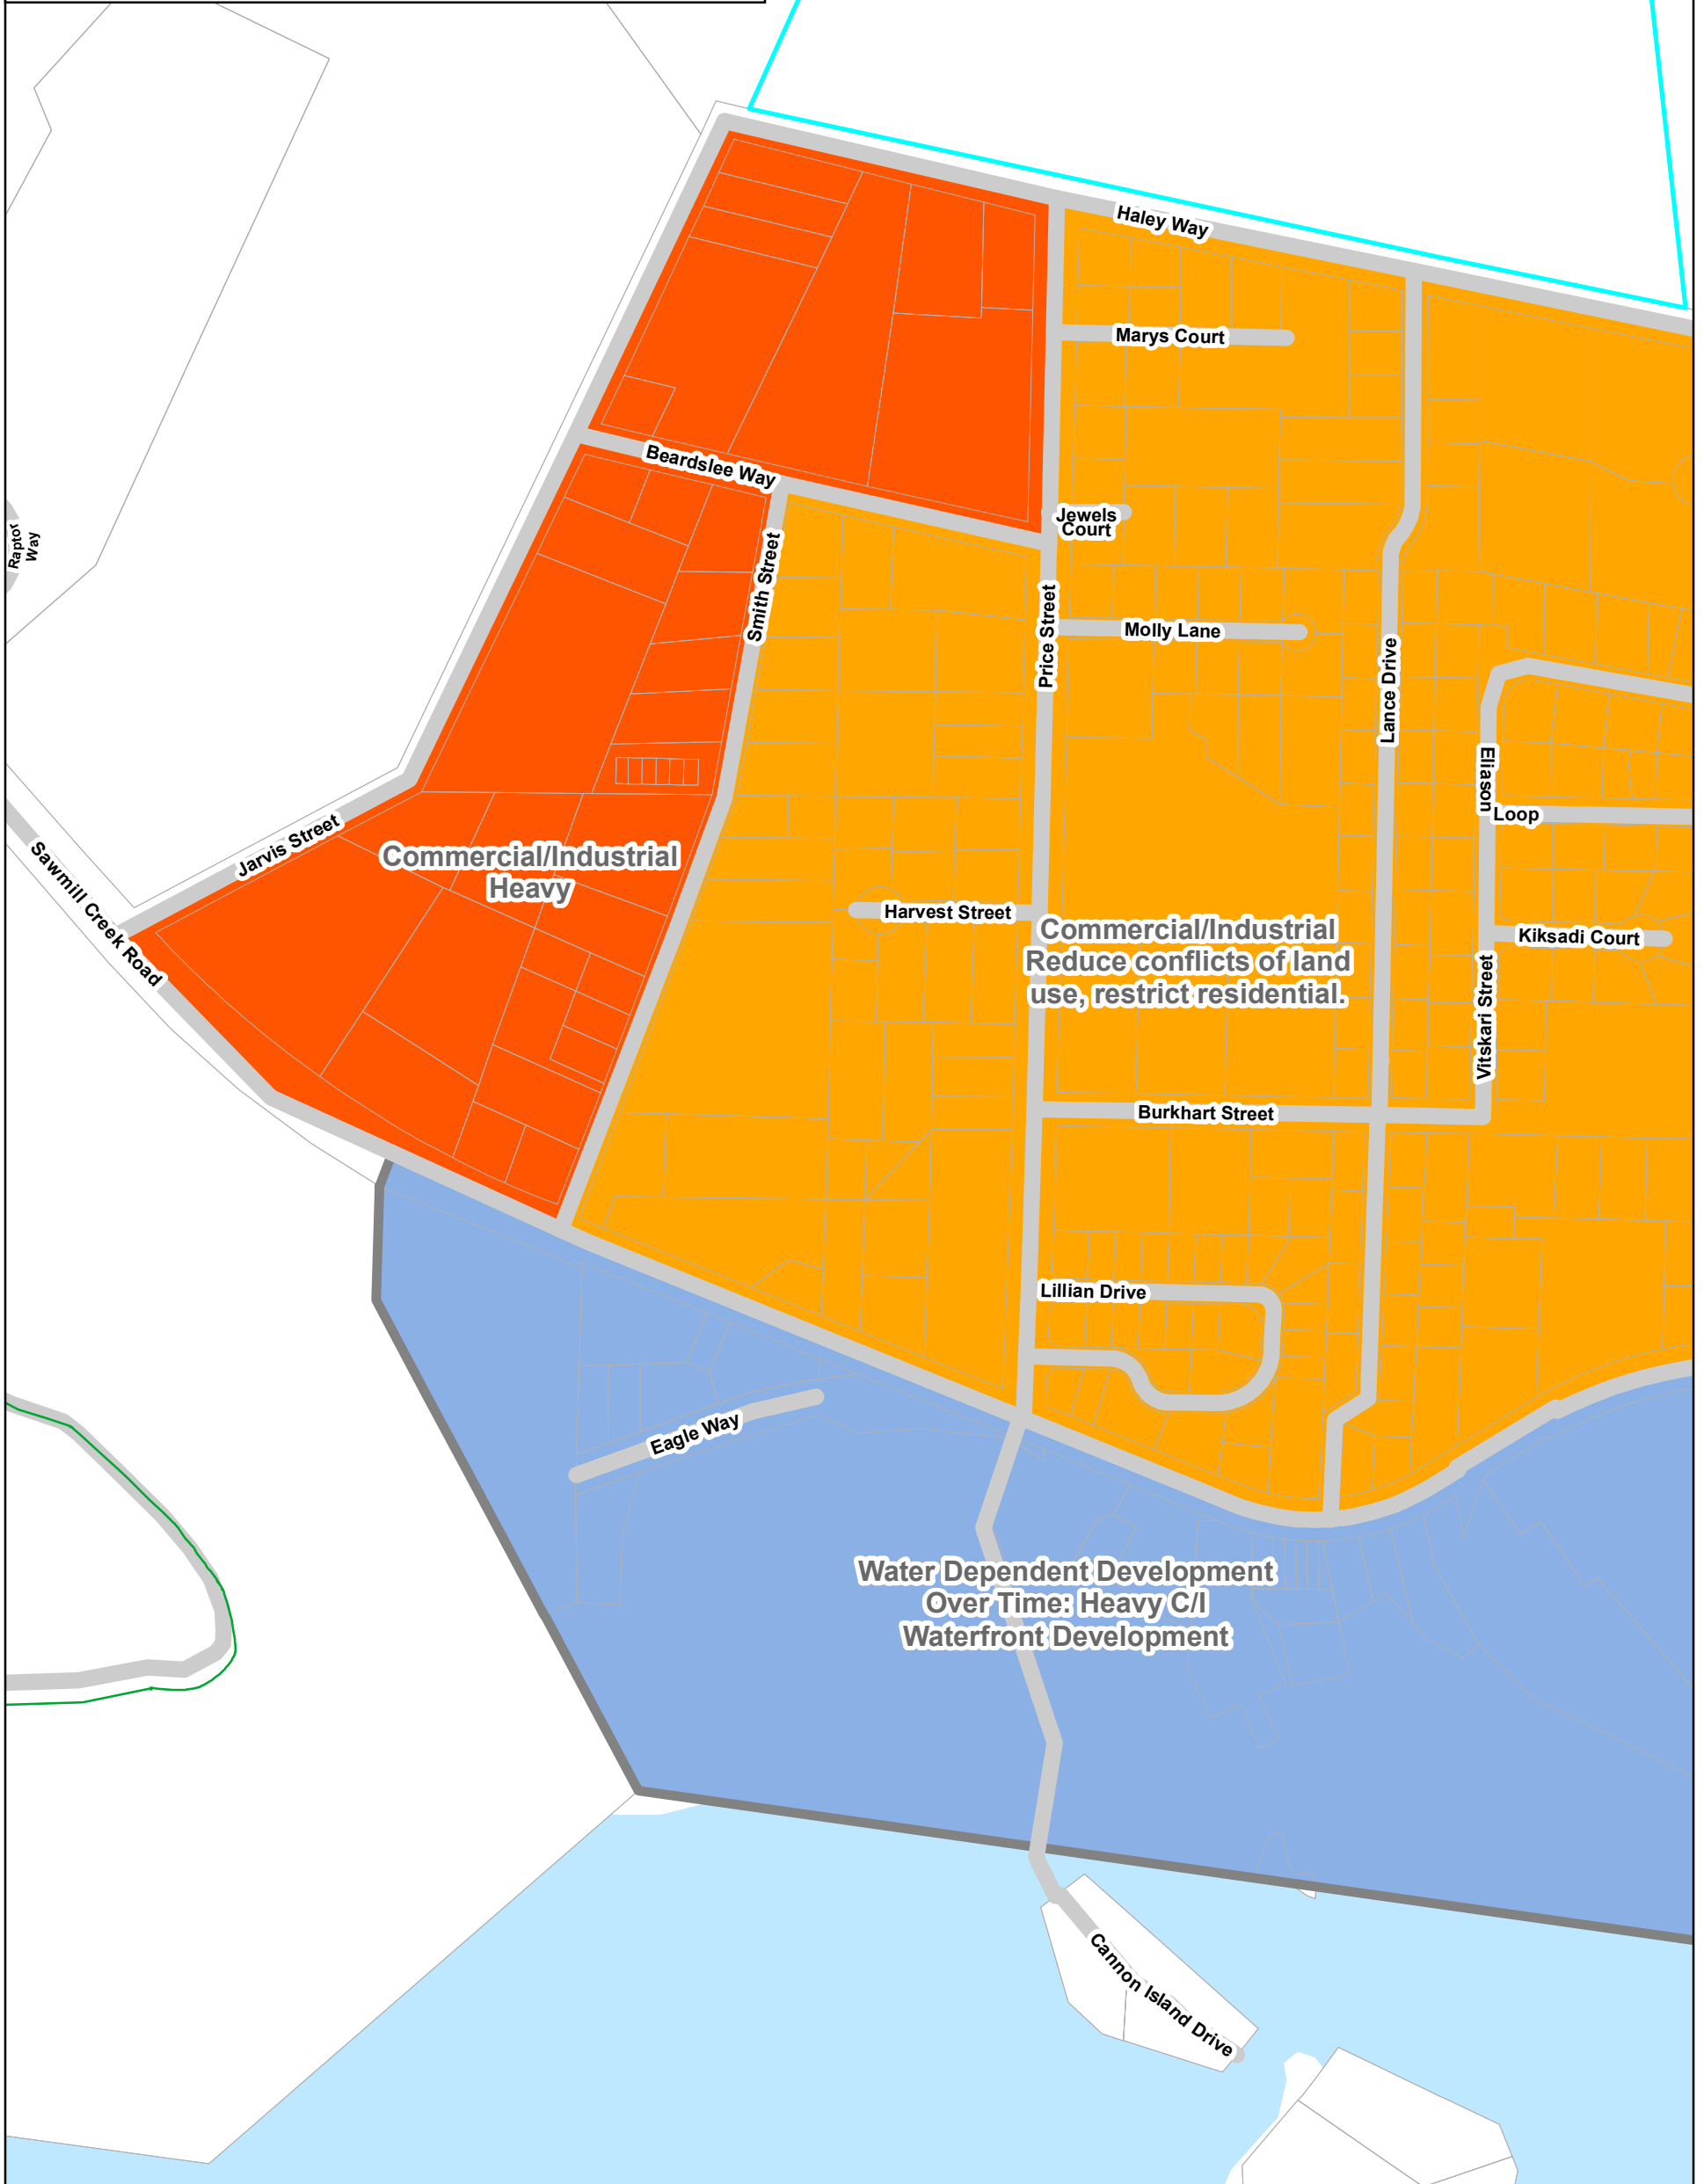 Haley Way
Marys Court
Beardslee Way
Jewels
Court
Raptor
Way
Smith Street
Price Street
Molly Lane
Lance Drive
Eliason
Loop
Jarvis Street
Sawmill Creek Road
Commercial/Industrial
Heavy
Harvest Street
Commercial/Industrial
Reduce conflicts of land
use, restrict residential.
Kiksadi Court
Vitskari Street
Burkhart Street
Lillian Drive
Eagle Way
Water Dependent Development
Over Time: Heavy C/I
Waterfront Development
Cannon Island Drive